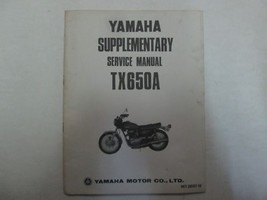 YAMAHA
SUPPLEMENTARY
SERVICE MANUAL
TX650A
YAMAHA MOTOR CO., LTD.